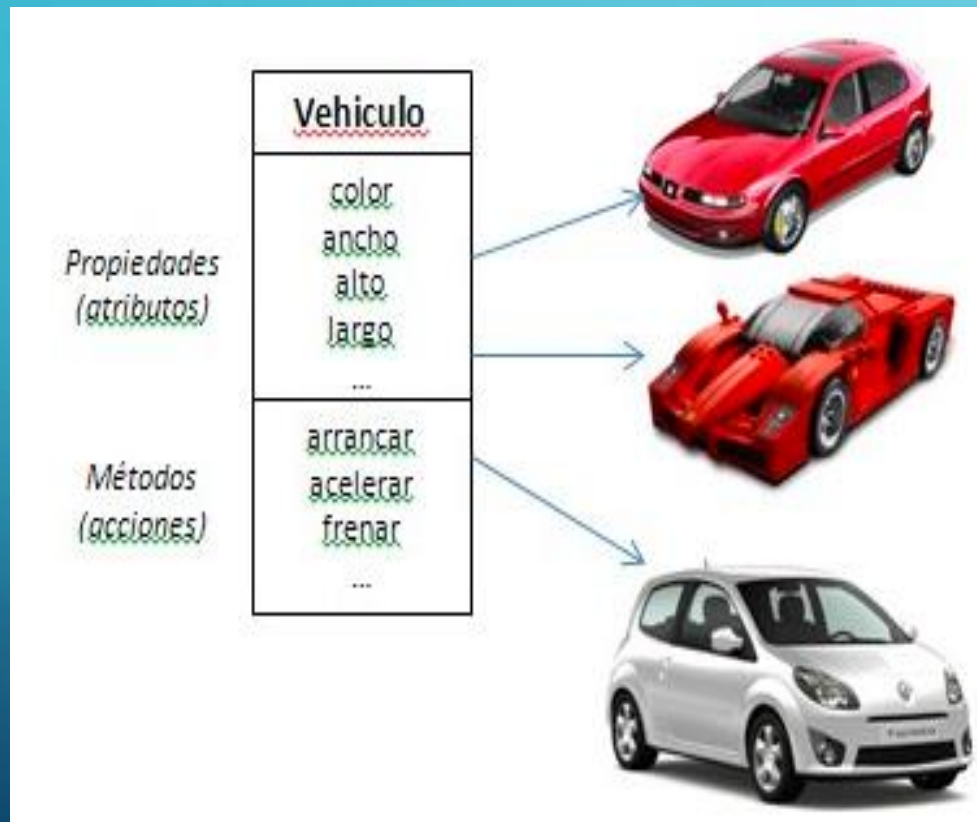 Vehiculo
Propiedades
(atributos)
color
ancho
alto
largo
...
Métodos
(acciones)
arrancar
acelerar
frenar
...